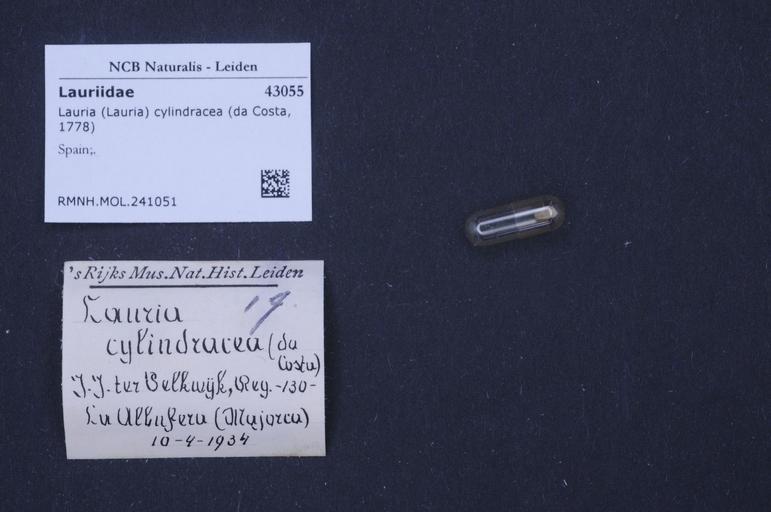 NCB Naturalis - Leiden
Lauriidae 43055
Lauria (Lauria) cylindracea (da Costa,
1778)
Spain;.
RMNH.MOL.241051
's Rijks Mus. Nat. Hist. Leiden
Lauria 19.
cylindracea (da
Costa)
J.J. ter Pelkwijk, Reg. -130-
La Albufera (Majorca)
10-4-1934